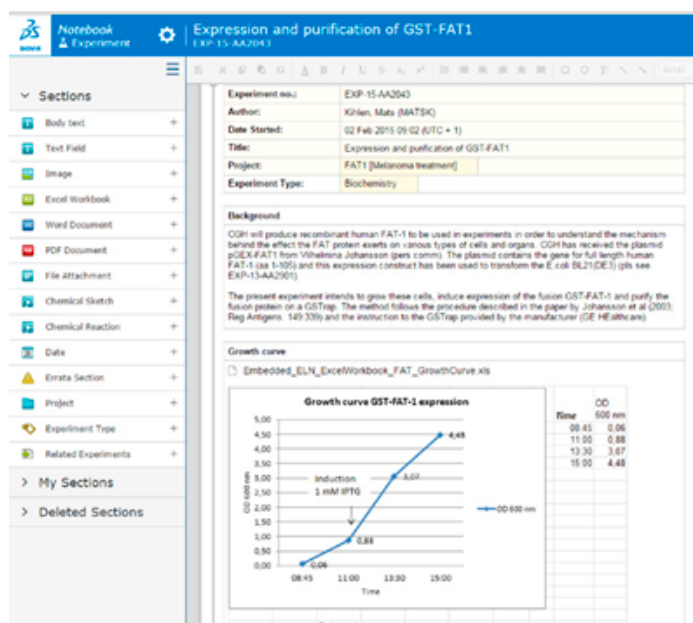 Notebook
Experiment
Expression and purification of GST-FAT1
EXP-15-AA2043
Sections
Body text
Text Field
Image
Excel Workbook
Word Document
PDF Document
File Attachment
Chemical Sketch
Chemical Reaction
Date
Errata Section
Project
Experiment Type
Related Experiments
My Sections
Deleted Sections
Arial
Experiment no.: EXP-15-AA2043
Author: Kihlen, Mats (MATSK)
Date Started: 02 Feb 2015 09:02 (UTC + 1)
Title: Expression and purification of GST-FAT1
Project: FAT1 [Melanoma treatment]
Experiment Type: Biochemistry
Background
CGH will produce recombinant human FAT-1 to be used in experiments in order to understand the mechanism
behind the effect the FAT protein exerts on various types of cells and organs. CGH has received the plasmid
pGEX-FAT1 from Vilhelmina Johansson (pers comm). The plasmid contains the gene for full length human
FAT-1 (aa 1-105) and this expression construct has been used to transform the E. coli BL21(DE3) (pls see
EXP-13-AA2901).
The present experiment intends to grow these cells, induce expression of the fusion GST-FAT-1 and purify the
fusion protein on a GSTrap. The method follows the procedure described in the paper by Johansson et al (2003;
Reg Antigens. 149:339) and the instruction to the GSTrap provided by the manufacturer (GE HEalthcare)
Growth curve
Embedded_ELN_ExcelWorkbook_FAT_GrowthCurve.xls
Growth curve GST-FAT-1 expression
5,00
4,50
4,00
3,50
3,00
2,50
2,00
1,50
1,00
0,50
0,00
OD 600 nm
08:45 11:00 13:30 15:00
Time
Induction
1 mM IPTG
0,06
0,88
3,07
4,48
OD 600 nm
Time OD 600 nm
08:45 0,06
11:00 0,88
13:30 3,07
15:00 4,48